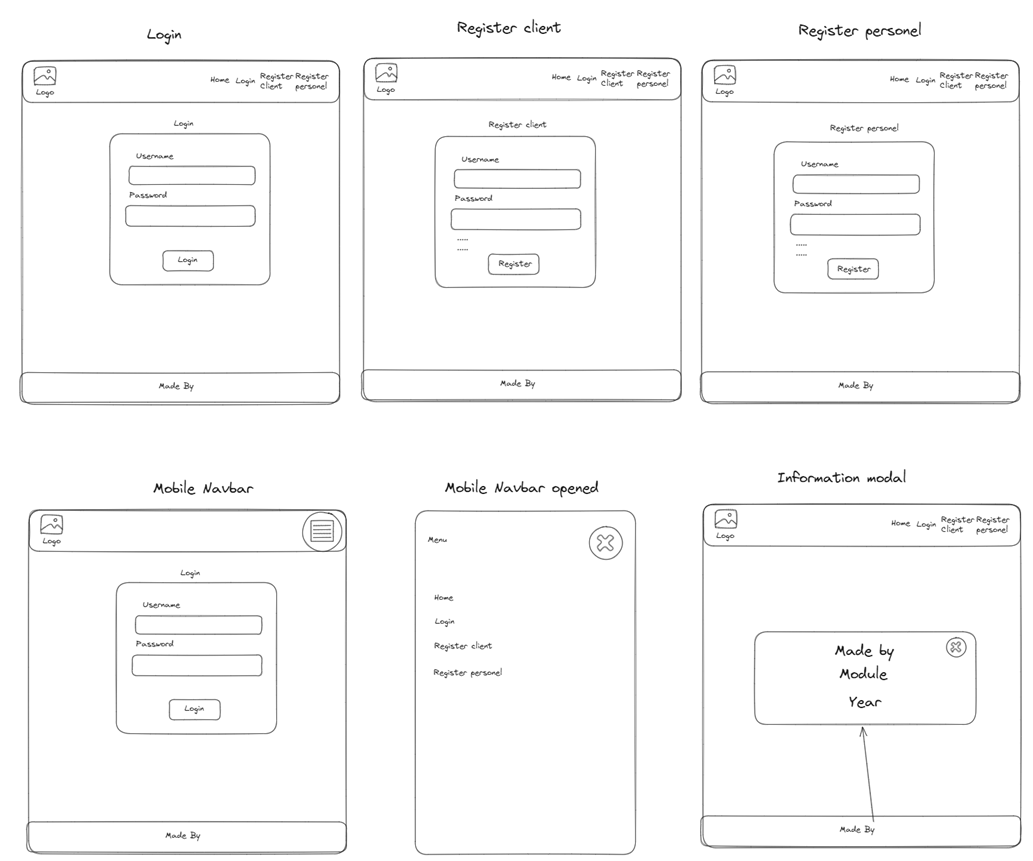 Login
Logo
Home Login Register Client Register personel
Login
Username
Password
Login
Made By
Register client
Logo
Home Login Register Client Register personel
Register client
Username
Password
.....
.....
Register
Made By
Register personel
Logo
Home Login Register Client Register personel
Register personel
Username
Password
.....
.....
Register
Made By
Mobile Navbar
Logo
Login
Username
Password
Login
Made By
Mobile Navbar opened
Menu
Home
Login
Register client
Register personel
Information modal
Logo
Home Login Register Client Register personel
Made by
Module
Year
Made By